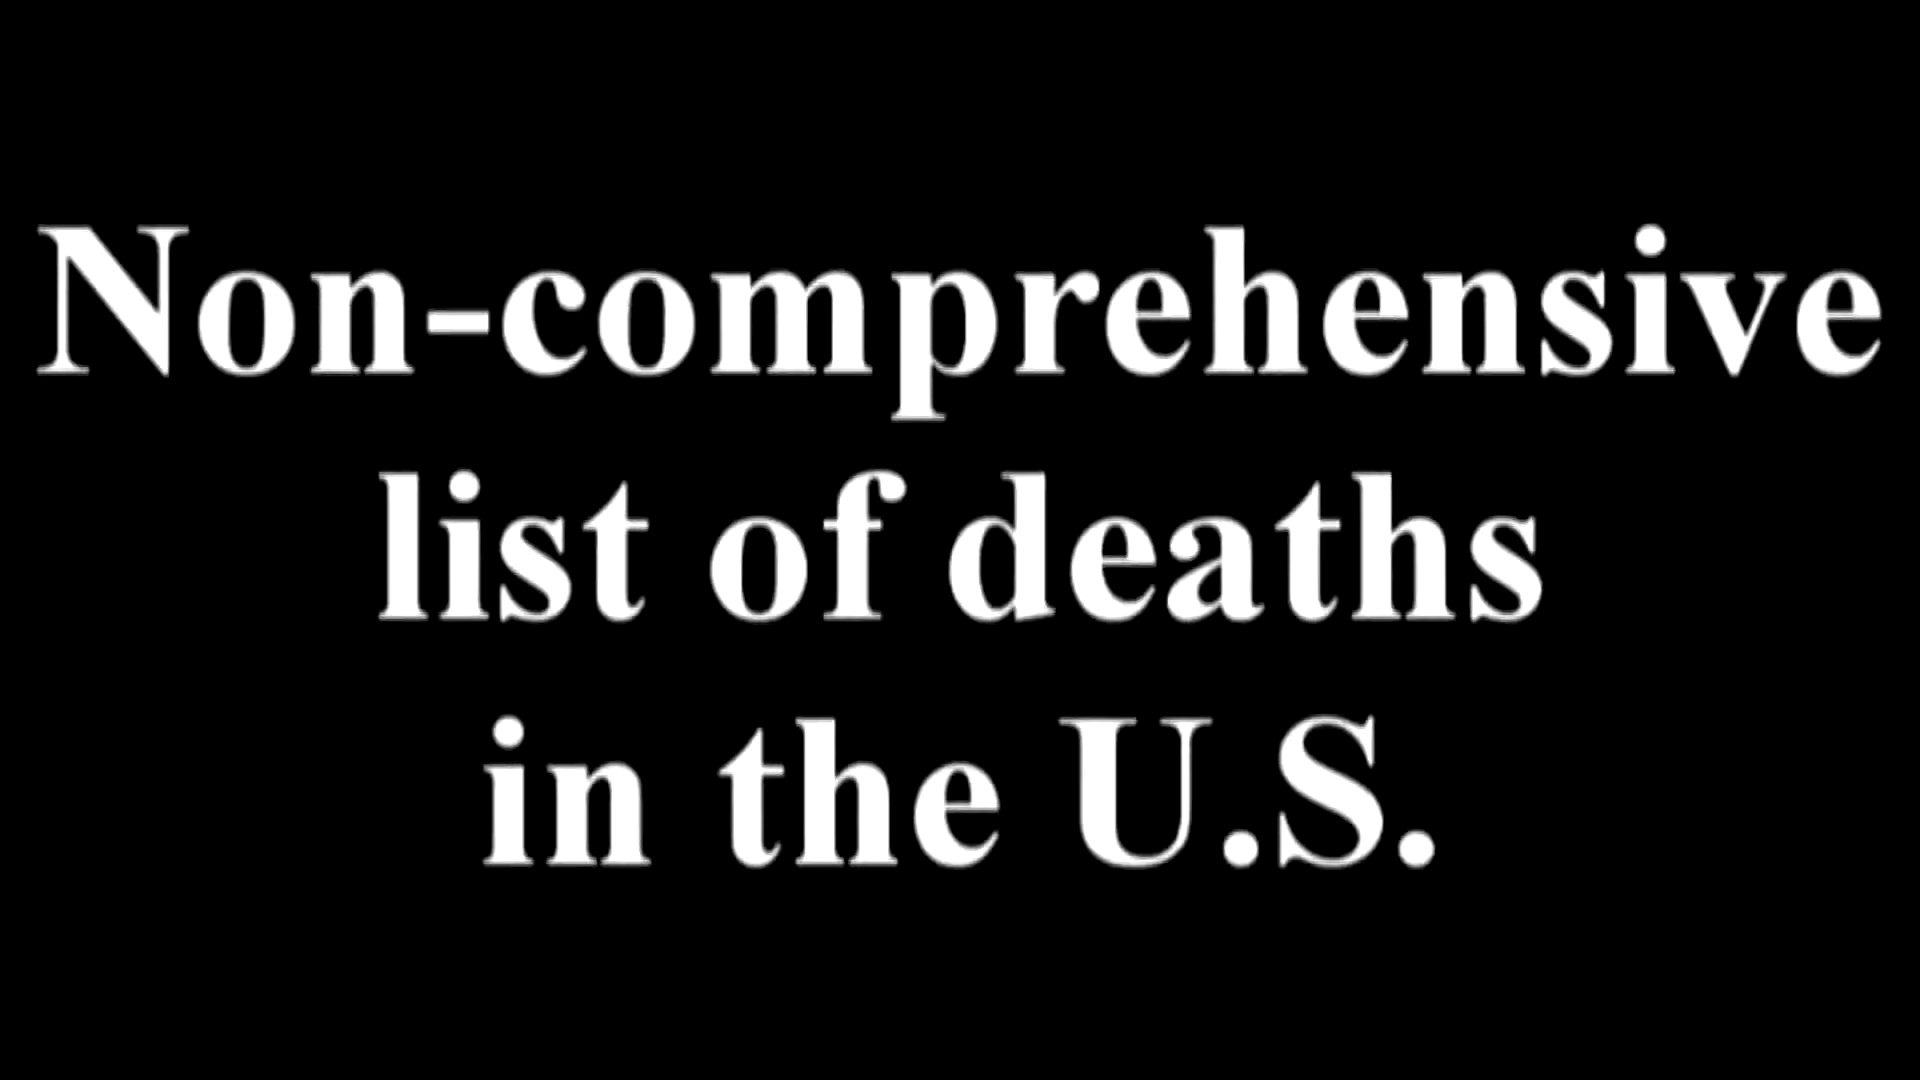 Non-comprehensive
list of deaths
in the U.S.